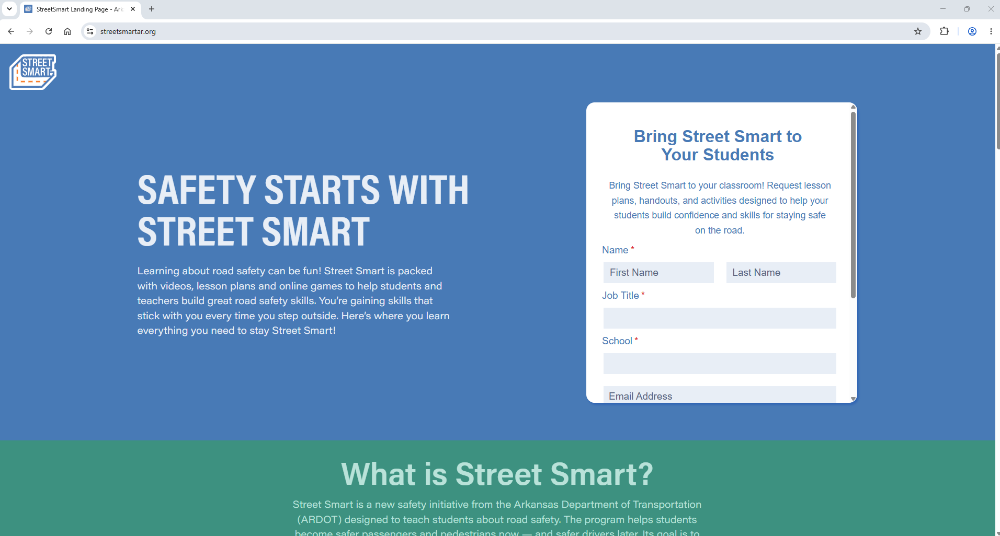 StreetSmart Landing Page - Ark
streetsmartar.org
STREET
SMART
SAFETY STARTS WITH
STREET SMART
Learning about road safety can be fun! Street Smart is packed
with videos, lesson plans and online games to help students and
teachers build great road safety skills. You’re gaining skills that
stick with you every time you step outside. Here’s where you learn
everything you need to stay Street Smart!
Bring Street Smart to
Your Students
Bring Street Smart to your classroom! Request lesson
plans, handouts, and activities designed to help your
students build confidence and skills for staying safe
on the road.
Name *
First Name Last Name
Job Title *
School *
Email Address
What is Street Smart?
Street Smart is a new safety initiative from the Arkansas Department of Transportation
(ARDOT) designed to teach students about road safety. The program helps students
become safer passengers and pedestrians now — and safer drivers later. Its goal is to